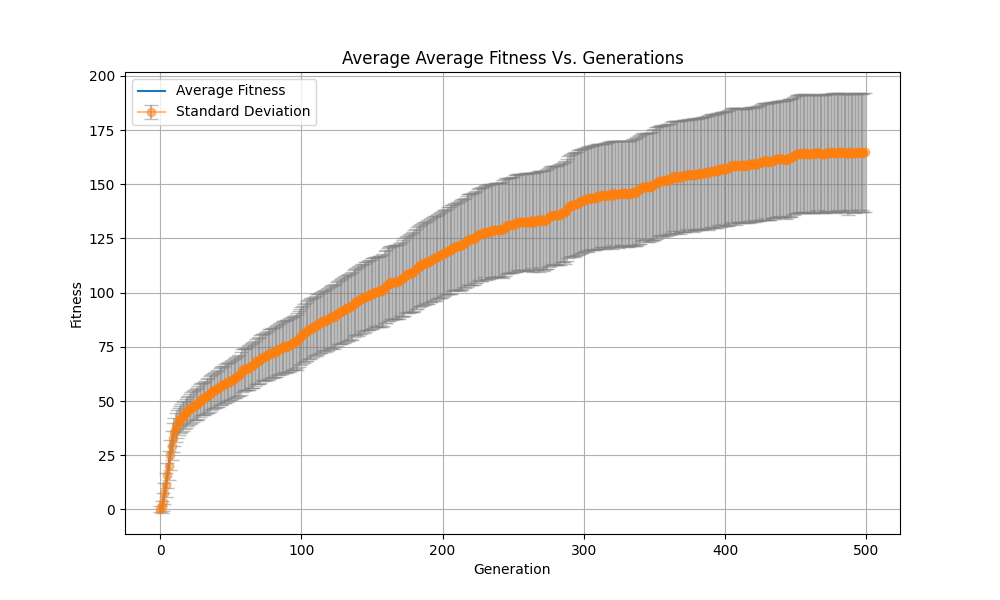 Average Average Fitness Vs. Generations
Average Fitness
Standard Deviation
Fitness
200
175
150
125
100
75
50
25
0
0 100 200 300 400 500
Generation